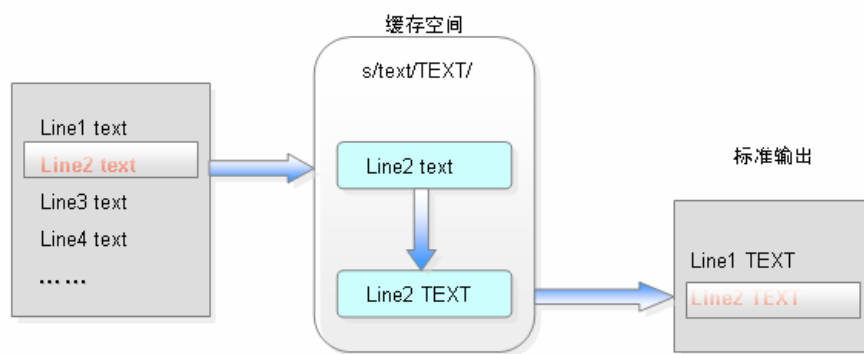 缓存空间
s/text/TEXT/
Line1 text
Line2 text
Line3 text
Line4 text
……
Line2 text
Line2 TEXT
标准输出
Line1 TEXT
Line2 TEXT